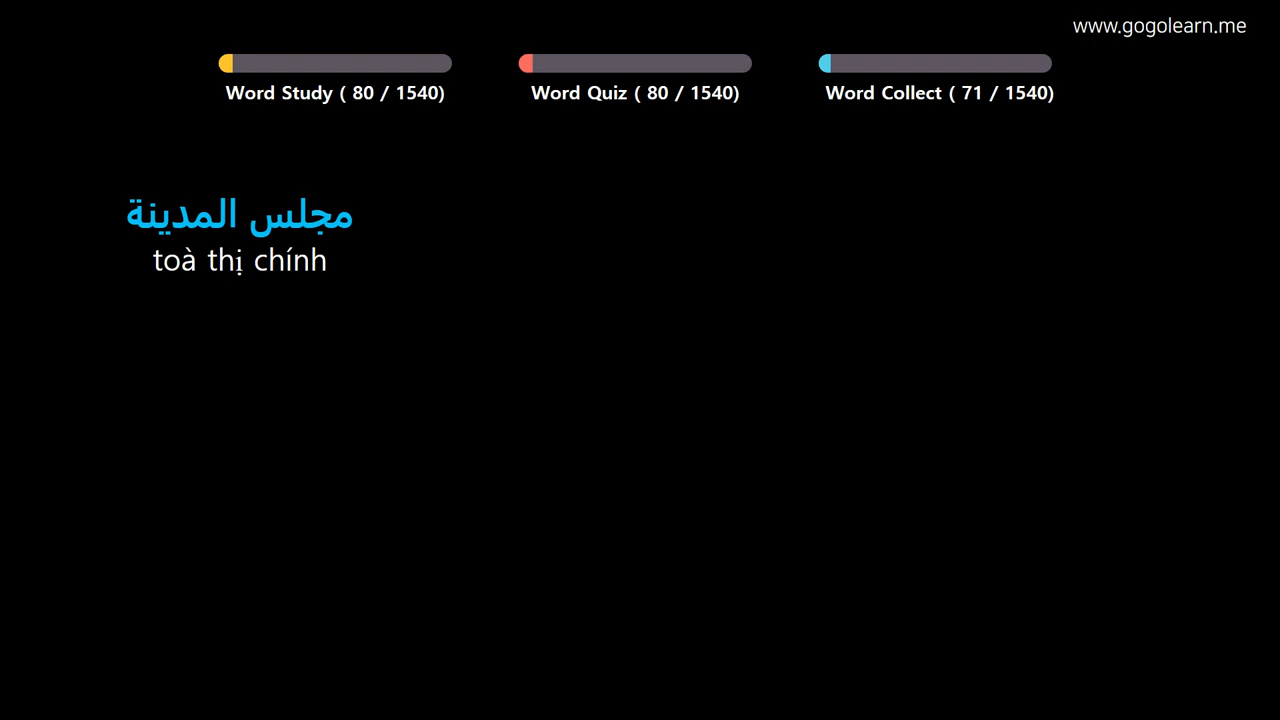 www.gogolearn.me
Word Study ( 80 / 1540)
Word Quiz ( 80 / 1540)
Word Collect ( 71 / 1540)
مجلس المدينة
toà thị chính